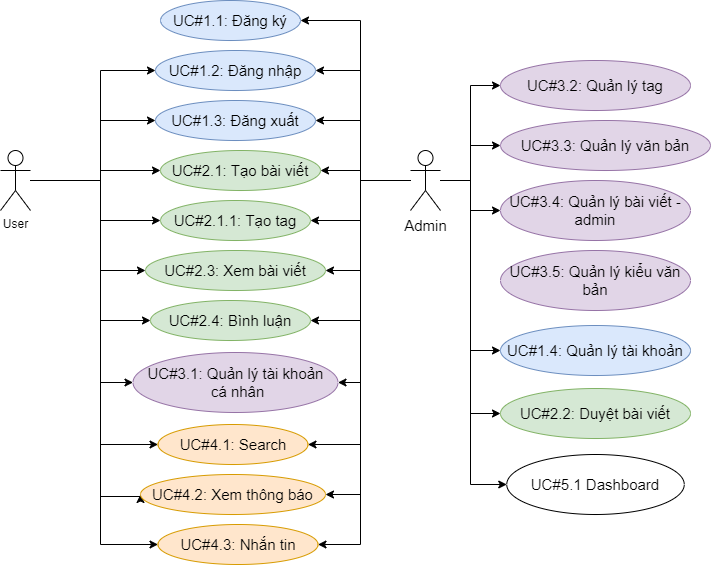 UC#1.1: Đăng ký
UC#1.2: Đăng nhập
UC#1.3: Đăng xuất
UC#2.1: Tạo bài viết
UC#2.1.1: Tạo tag
UC#2.3: Xem bài viết
UC#2.4: Bình luận
UC#3.1: Quản lý tài khoản
cá nhân
UC#4.1: Search
UC#4.2: Xem thông báo
UC#4.3: Nhắn tin
User
Admin
UC#3.2: Quản lý tag
UC#3.3: Quản lý văn bản
UC#3.4: Quản lý bài viết -
admin
UC#3.5: Quản lý kiểu văn
bản
UC#1.4: Quản lý tài khoản
UC#2.2: Duyệt bài viết
UC#5.1 Dashboard